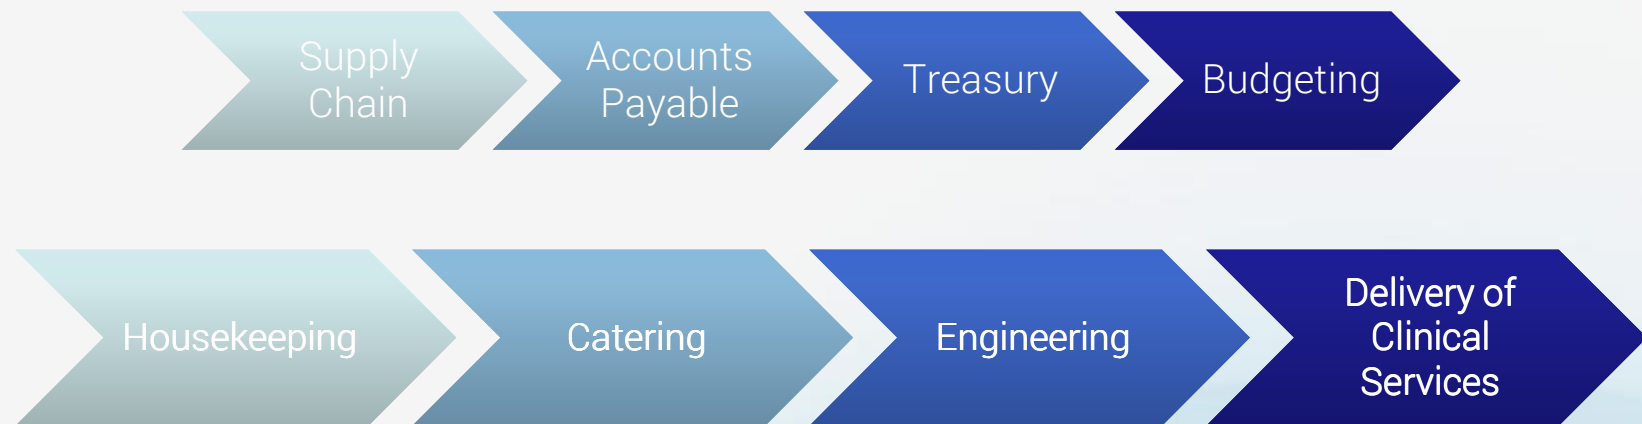 Supply
Chain
Accounts
Payable
Treasury
Budgeting
Housekeeping
Catering
Engineering
Delivery of
Clinical
Services